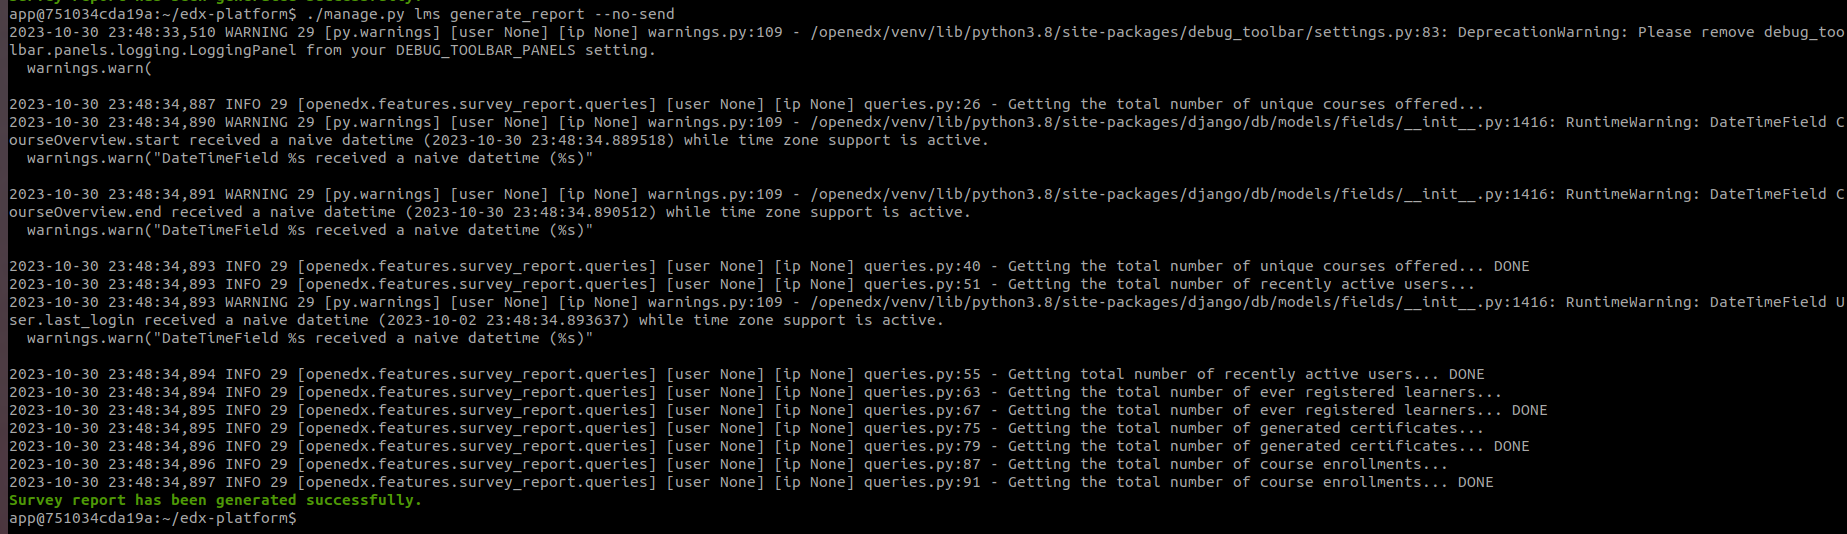 Survey report has been generated successfully.
app@751034cda19a:~/edx-platform$ ./manage.py lms generate_report --no-send
2023-10-30 23:48:33,510 WARNING 29 [py.warnings] [user None] [ip None] warnings.py:109 - /openedx/venv/lib/python3.8/site-packages/debug_toolbar/settings.py:83: DeprecationWarning: Please remove debug_too
lbar.panels.logging.LoggingPanel from your DEBUG_TOOLBAR_PANELS setting.
  warnings.warn(
2023-10-30 23:48:34,887 INFO 29 [openedx.features.survey_report.queries] [user None] [ip None] queries.py:26 - Getting the total number of unique courses offered...
2023-10-30 23:48:34,890 WARNING 29 [py.warnings] [user None] [ip None] warnings.py:109 - /openedx/venv/lib/python3.8/site-packages/django/db/models/fields/__init__.py:1416: RuntimeWarning: DateTimeField C
ourseOverview.start received a naive datetime (2023-10-30 23:48:34.889518) while time zone support is active.
  warnings.warn("DateTimeField %s received a naive datetime (%s)"
2023-10-30 23:48:34,891 WARNING 29 [py.warnings] [user None] [ip None] warnings.py:109 - /openedx/venv/lib/python3.8/site-packages/django/db/models/fields/__init__.py:1416: RuntimeWarning: DateTimeField C
ourseOverview.end received a naive datetime (2023-10-30 23:48:34.890512) while time zone support is active.
  warnings.warn("DateTimeField %s received a naive datetime (%s)"
2023-10-30 23:48:34,893 INFO 29 [openedx.features.survey_report.queries] [user None] [ip None] queries.py:40 - Getting the total number of unique courses offered... DONE
2023-10-30 23:48:34,893 INFO 29 [openedx.features.survey_report.queries] [user None] [ip None] queries.py:51 - Getting the total number of recently active users...
2023-10-30 23:48:34,893 WARNING 29 [py.warnings] [user None] [ip None] warnings.py:109 - /openedx/venv/lib/python3.8/site-packages/django/db/models/fields/__init__.py:1416: RuntimeWarning: DateTimeField U
ser.last_login received a naive datetime (2023-10-02 23:48:34.893637) while time zone support is active.
  warnings.warn("DateTimeField %s received a naive datetime (%s)"
2023-10-30 23:48:34,894 INFO 29 [openedx.features.survey_report.queries] [user None] [ip None] queries.py:55 - Getting total number of recently active users... DONE
2023-10-30 23:48:34,894 INFO 29 [openedx.features.survey_report.queries] [user None] [ip None] queries.py:63 - Getting the total number of ever registered learners...
2023-10-30 23:48:34,895 INFO 29 [openedx.features.survey_report.queries] [user None] [ip None] queries.py:67 - Getting the total number of ever registered learners... DONE
2023-10-30 23:48:34,895 INFO 29 [openedx.features.survey_report.queries] [user None] [ip None] queries.py:75 - Getting the total number of generated certificates...
2023-10-30 23:48:34,896 INFO 29 [openedx.features.survey_report.queries] [user None] [ip None] queries.py:79 - Getting the total number of generated certificates... DONE
2023-10-30 23:48:34,896 INFO 29 [openedx.features.survey_report.queries] [user None] [ip None] queries.py:87 - Getting the total number of course enrollments...
2023-10-30 23:48:34,897 INFO 29 [openedx.features.survey_report.queries] [user None] [ip None] queries.py:91 - Getting the total number of course enrollments... DONE
Survey report has been generated successfully.
app@751034cda19a:~/edx-platform$